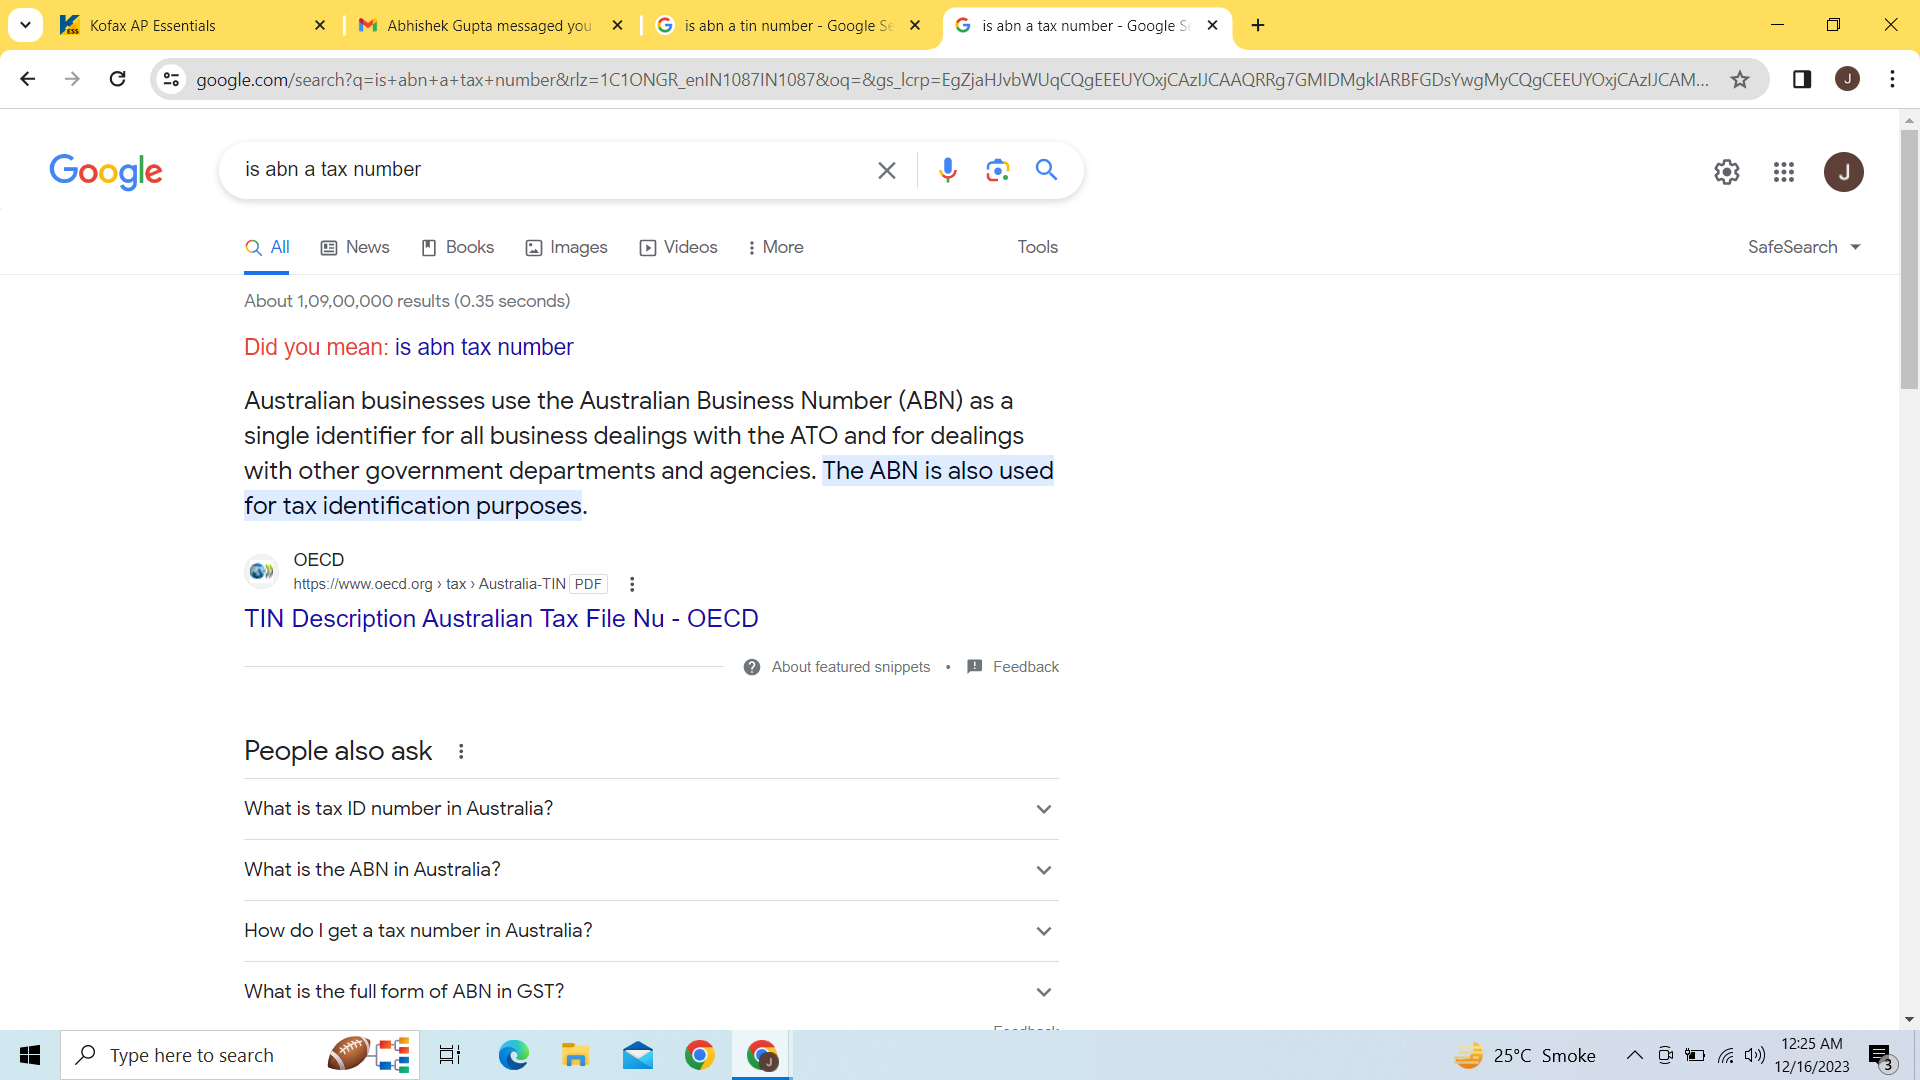 Kofax AP Essentials
Abhishek Gupta messaged you
is abn a tin number - Google Se
is abn a tax number - Google Se
google.com/search?q=is+abn+a+tax+number&rlz=1C1ONGR_enIN1087IN1087&oq=&gs_lcrp=EgZjaHJvbWUqCQgEEEUYOxjCAzIJCAAQRRg7GMIDMgkIARBFGDsYwgMyCQgCEEUYOxjCAzIJCAM...
J
Google
is abn a tax number
J
All
News
Books
Images
Videos
More
Tools
SafeSearch
About 1,09,00,000 results (0.35 seconds)
Did you mean: is abn tax number
Australian businesses use the Australian Business Number (ABN) as a
single identifier for all business dealings with the ATO and for dealings
with other government departments and agencies. The ABN is also used
for tax identification purposes.
OECD
https://www.oecd.org › tax › Australia-TIN PDF
TIN Description Australian Tax File Nu - OECD
About featured snippets • Feedback
People also ask
What is tax ID number in Australia?
What is the ABN in Australia?
How do I get a tax number in Australia?
What is the full form of ABN in GST?
Feedback
Type here to search
J
25°C Smoke
12:25 AM
12/16/2023
3